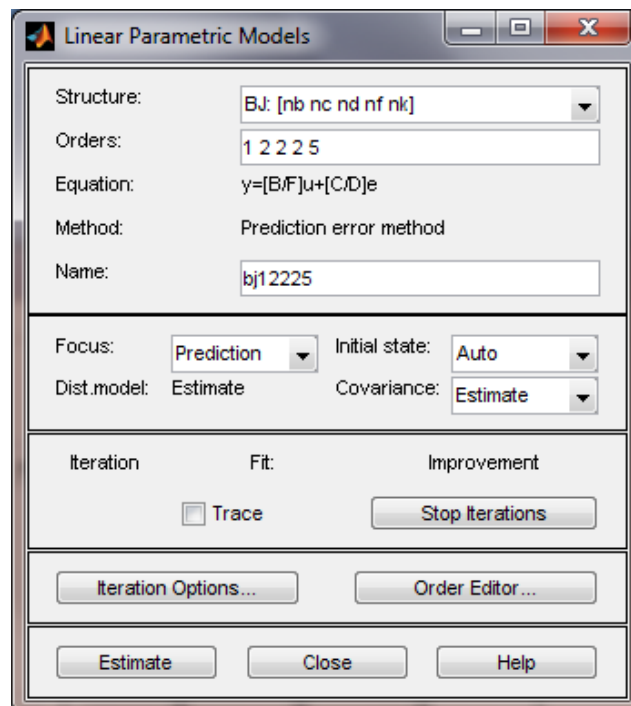 Linear Parametric Models
Structure: BJ: [nb nc nd nf nk]
Orders: 1 2 2 2 5
Equation: y=[B/F]u+[C/D]e
Method: Prediction error method
Name: bj12225
Focus: Prediction Initial state: Auto
Dist.model: Estimate Covariance: Estimate
Iteration Fit: Improvement
Trace Stop Iterations
Iteration Options... Order Editor...
Estimate Close Help